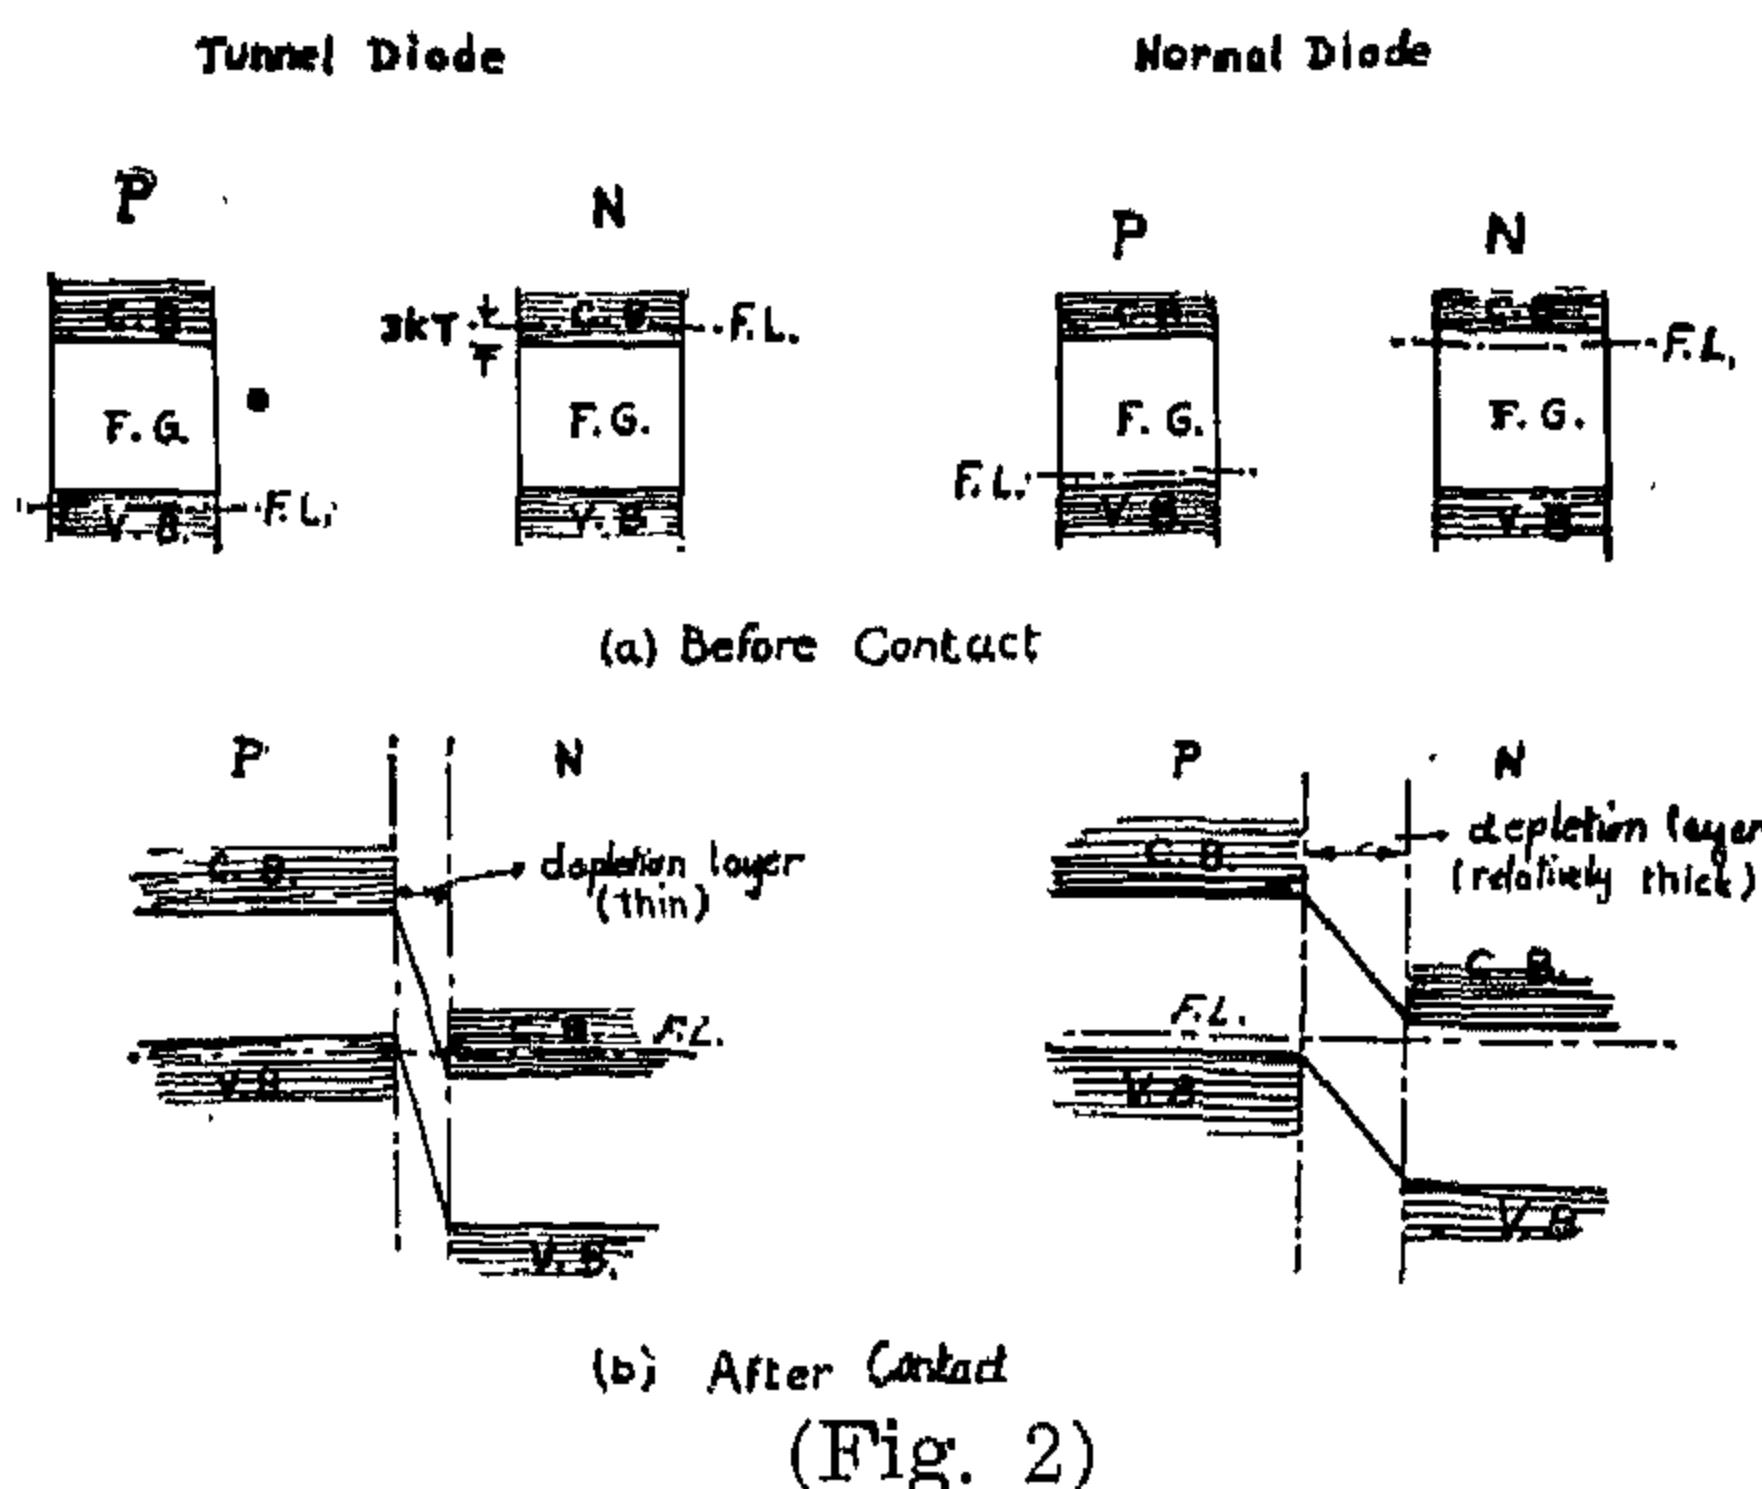 Tunnel Diode
Normal Diode
P
N
P
N
C.B
3KT
C.B.
F.L.
C.B
C.B
F.L.
F.G.
F.G.
F.G.
F.G.
F.L.
F.L.
V.B.
V.B
V.B
V.B
(a) Before Contact
P
N
P
N
depletion layer
(thin)
depletion layer
(relatively thick)
C.B.
C.B.
C.B.
C.B.
F.L.
F.L.
V.B.
V.B
V.B.
V.B
(b) After Contact
(Fig. 2)